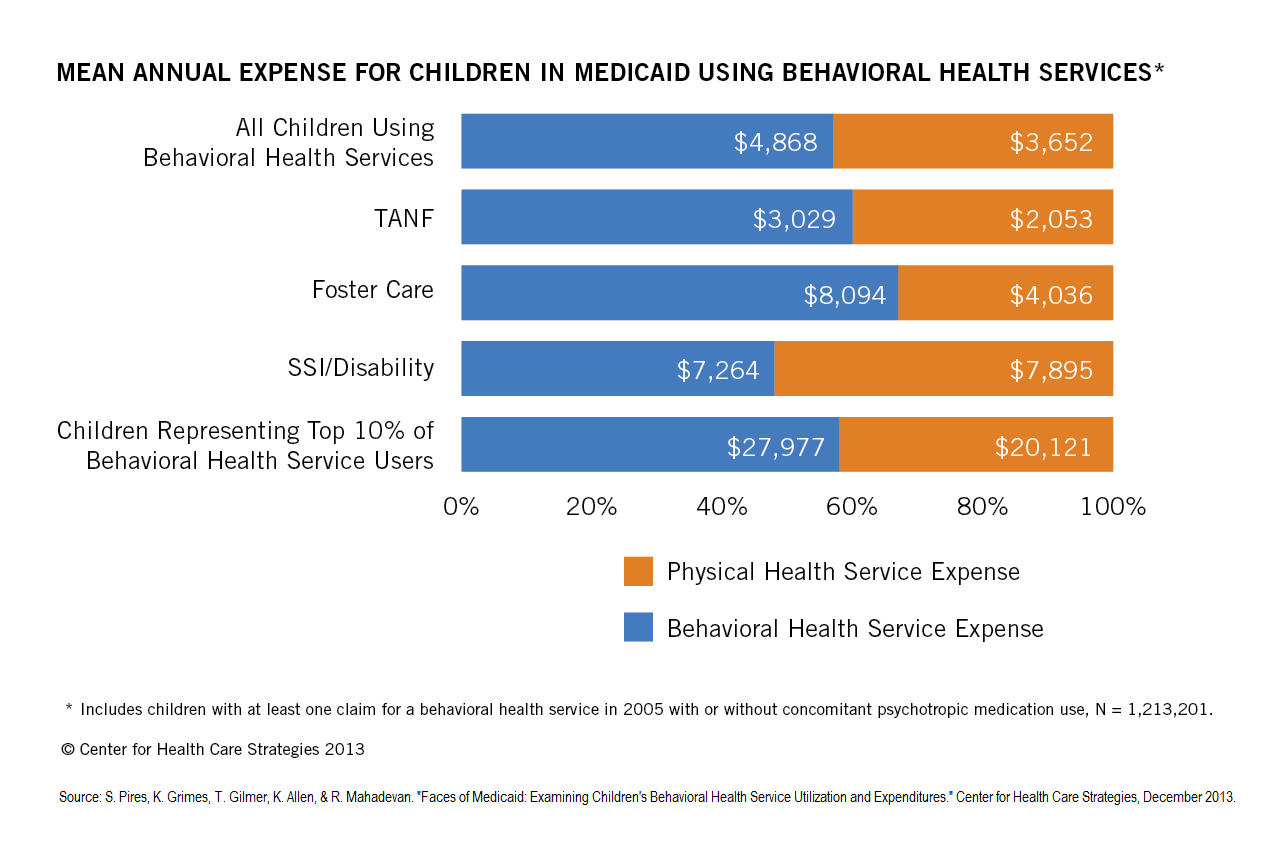 MEAN ANNUAL EXPENSE FOR CHILDREN IN MEDICAID USING BEHAVIORAL HEALTH SERVICES*
All Children Using
Behavioral Health Services
$4,868
$3,652
TANF
$3,029
$2,053
Foster Care
$8,094
$4,036
SSI/Disability
$7,264
$7,895
Children Representing Top 10% of
Behavioral Health Service Users
$27,977
$20,121
0% 20% 40% 60% 80% 100%
Physical Health Service Expense
Behavioral Health Service Expense
* Includes children with at least one claim for a behavioral health service in 2005 with or without concomitant psychotropic medication use, N = 1,213,201.
© Center for Health Care Strategies 2013
Source: S. Pires, K. Grimes, T. Gilmer, K. Allen, & R. Mahadevan. "Faces of Medicaid: Examining Children's Behavioral Health Service Utilization and Expenditures." Center for Health Care Strategies, December 2013.